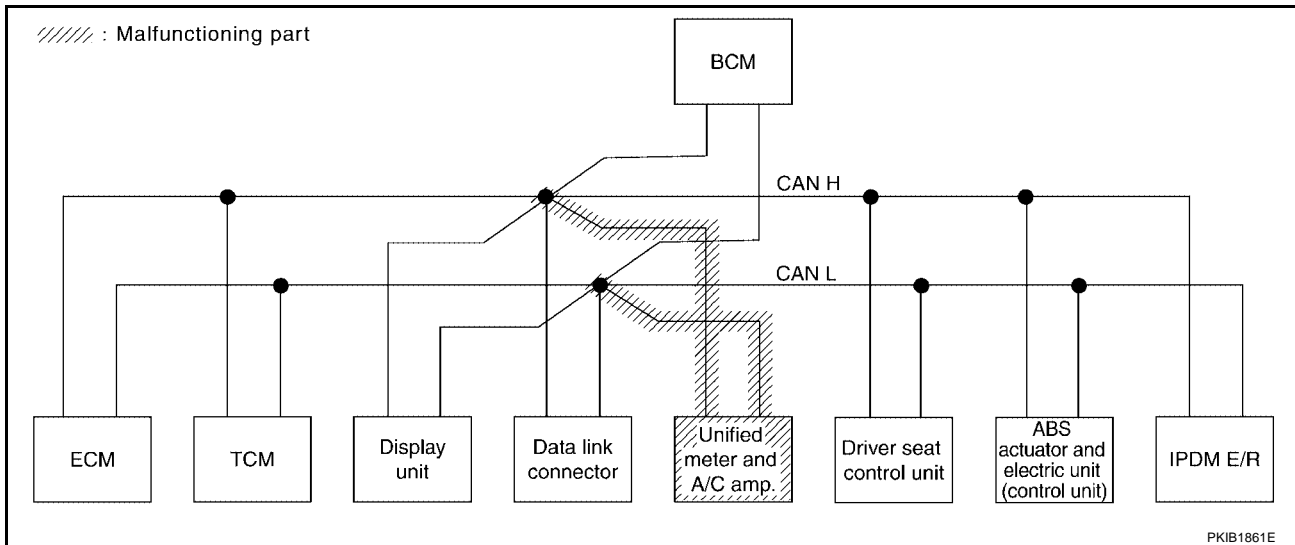 : Malfunctioning part
BCM
CAN H
CAN L
ECM
TCM
Display
unit
Data link
connector
Unified
meter and
A/C amp.
Driver seat
control unit
ABS
actuator and
electric unit
(control unit)
IPDM E/R
PKIB1861E